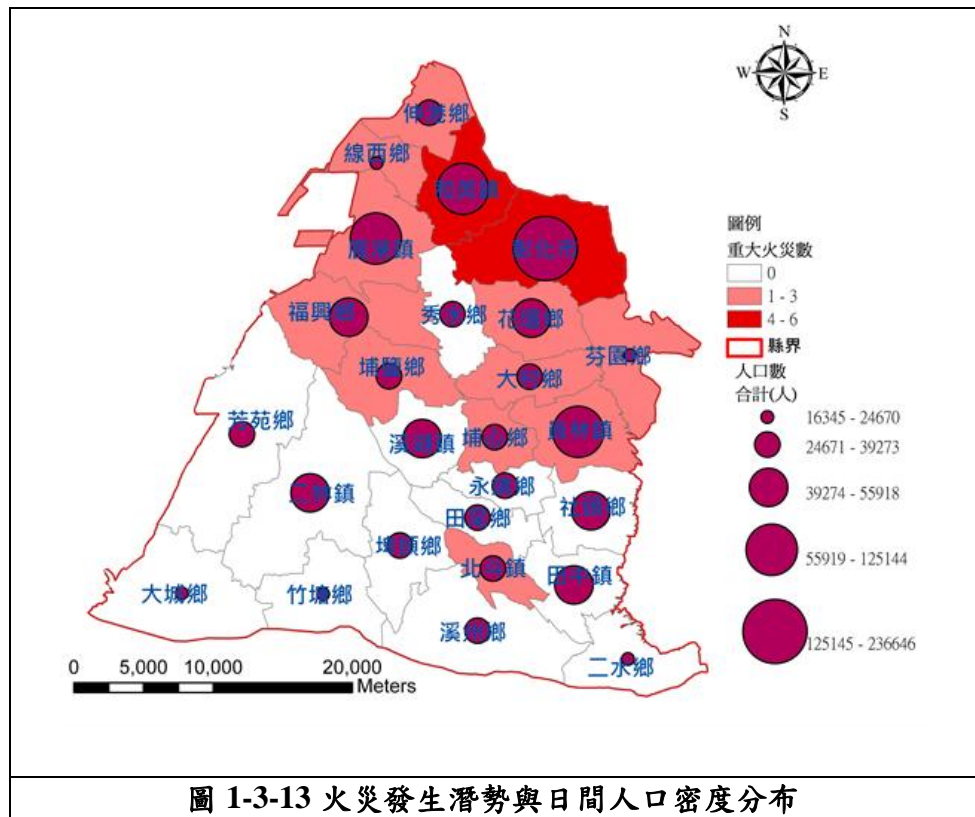 N
W
E
S
伸港鄉
線西鄉
和美鎮
鹿港鎮
彰化市
福興鄉
秀水鄉
花壇鄉
芬園鄉
埔鹽鄉
大村鄉
芳苑鄉
溪湖鎮
埔心鄉
員林鎮
二林鎮
永靖鄉
社頭鄉
田尾鄉
埤頭鄉
北斗鎮
田中鎮
大城鄉
竹塘鄉
溪州鄉
二水鄉
圖例
重大火災數
0
1 - 3
4 - 6
縣界
人口數
合計(人)
16345 - 24670
24671 - 39273
39274 - 55918
55919 - 125144
125145 - 236646
0 5,000 10,000 20,000
Meters
圖 1-3-13 火災發生潛勢與日間人口密度分布